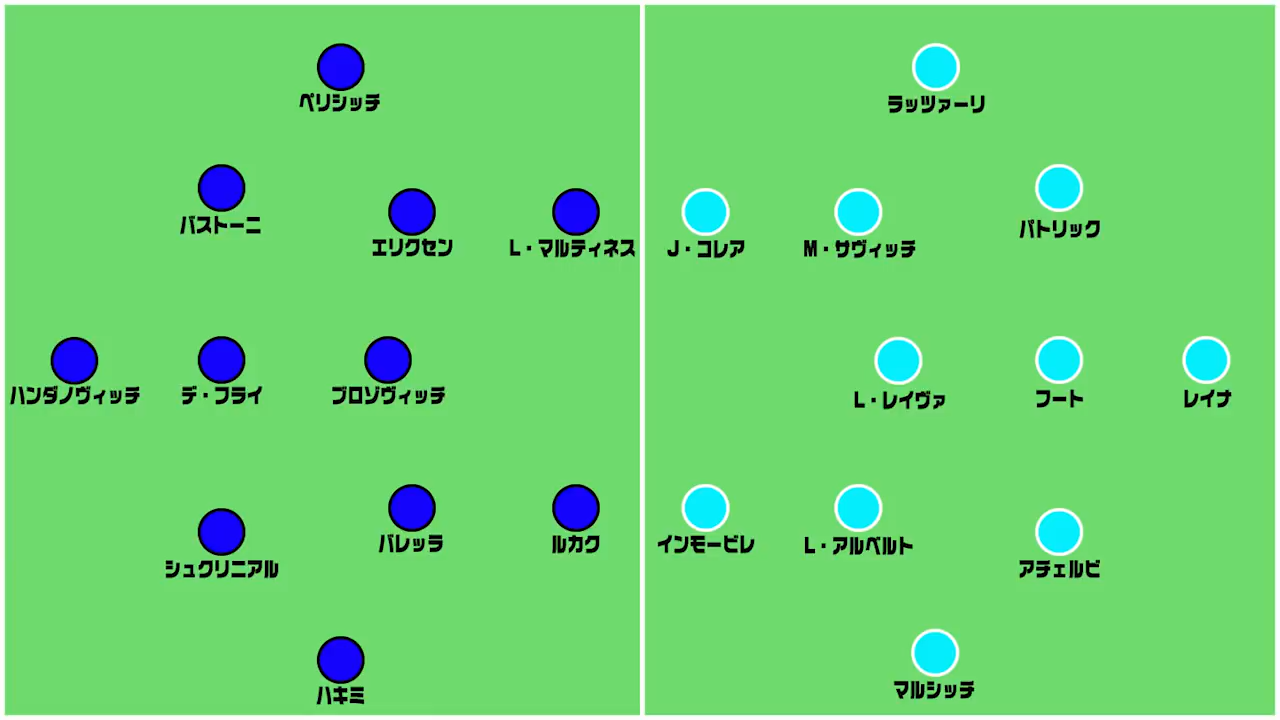 ペリシッチ
ラッツァーリ
バストーニ
エリクセン
L・マルティネス
J・コレア
M・サヴィッチ
パトリック
ハンダノヴィッチ
デ・フライ
ブロゾヴィッチ
L・レイヴァ
フート
レイナ
シュクリニアル
バレッラ
ルカク
インモービレ
L・アルベルト
アチェルビ
ハキミ
マルシッチ